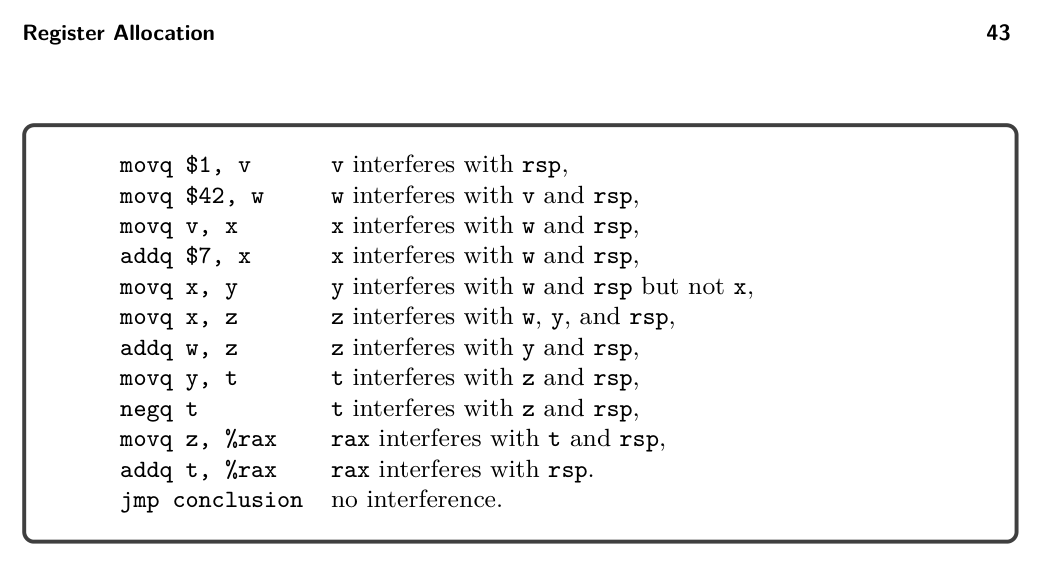 Register Allocation 43
movq $1, v v interferes with rsp,
movq $42, w w interferes with v and rsp,
movq v, x x interferes with w and rsp,
addq $7, x x interferes with w and rsp,
movq x, y y interferes with w and rsp but not x,
movq x, z z interferes with w, y, and rsp,
addq w, z z interferes with y and rsp,
movq y, t t interferes with z and rsp,
negq t t interferes with z and rsp,
movq z, %rax rax interferes with t and rsp,
addq t, %rax rax interferes with rsp.
jmp conclusion no interference.